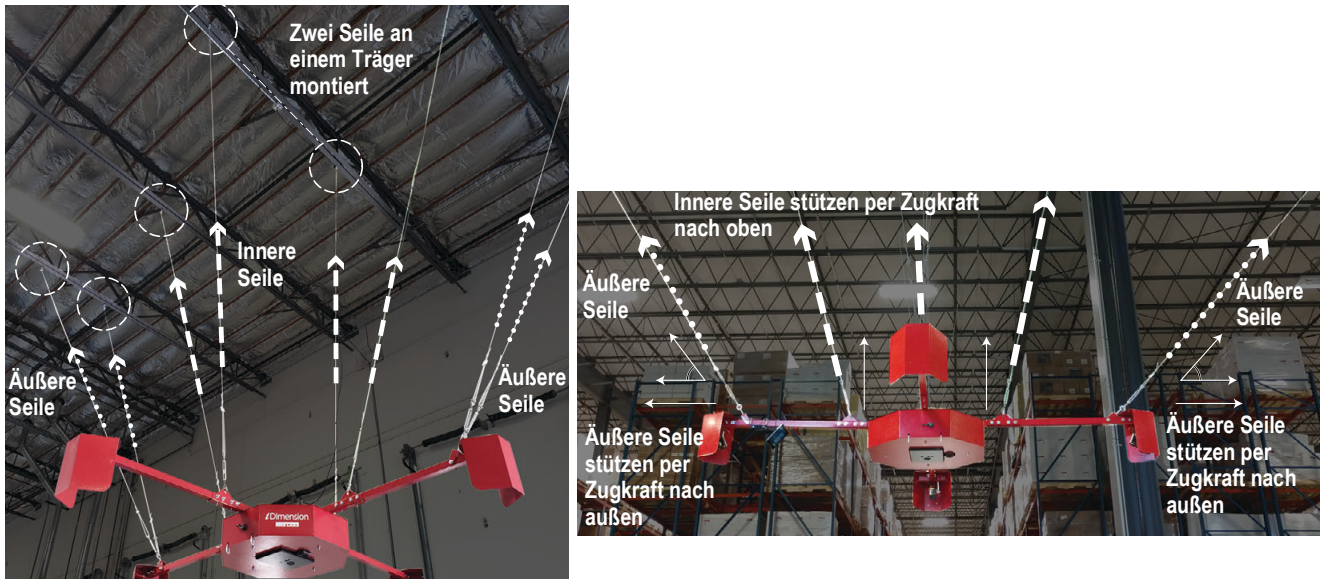 Zwei Seile an
einem Träger
montiert
Innere
Seile
Äußere
Seile
Äußere
Seile
Dimension
Innere Seile stützen per Zugkraft
nach oben
Äußere
Seile
Äußere
Seile
Äußere Seile
stützen per
Zugkraft nach
außen
Äußere Seile
stützen per
Zugkraft nach
außen